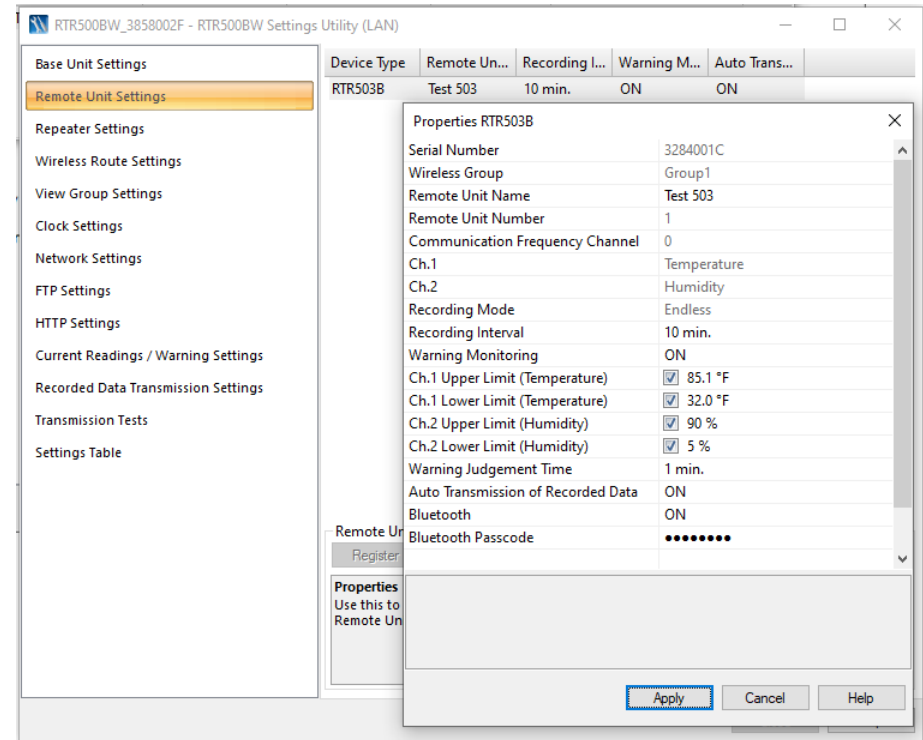 RTR500BW_3858002F - RTR500BW Settings Utility (LAN)
Base Unit Settings
Remote Unit Settings
Repeater Settings
Wireless Route Settings
View Group Settings
Clock Settings
Network Settings
FTP Settings
HTTP Settings
Current Readings / Warning Settings
Recorded Data Transmission Settings
Transmission Tests
Settings Table
Device Type Remote Un... Recording I... Warning M... Auto Trans...
RTR503B Test 503 10 min. ON ON
Properties RTR503B
Serial Number 3284001C
Wireless Group Group1
Remote Unit Name Test 503
Remote Unit Number 1
Communication Frequency Channel 0
Ch.1 Temperature
Ch.2 Humidity
Recording Mode Endless
Recording Interval 10 min.
Warning Monitoring ON
Ch.1 Upper Limit (Temperature) 85.1 °F
Ch.1 Lower Limit (Temperature) 32.0 °F
Ch.2 Upper Limit (Humidity) 90 %
Ch.2 Lower Limit (Humidity) 5 %
Warning Judgement Time 1 min.
Auto Transmission of Recorded Data ON
Bluetooth ON
Bluetooth Passcode ●●●●●●●●
Remote Un
Register
Properties
Use this to
Remote Un
Apply Cancel Help